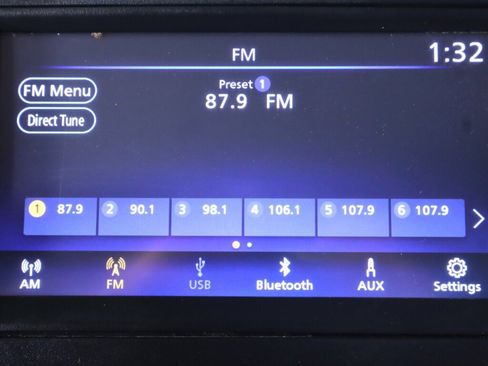 FM
1:32
FM Menu
Preset 1
Direct Tune
87.9 FM
1 87.9 2 90.1 3 98.1 4 106.1 5 107.9 6 107.9
AM FM USB Bluetooth AUX Settings